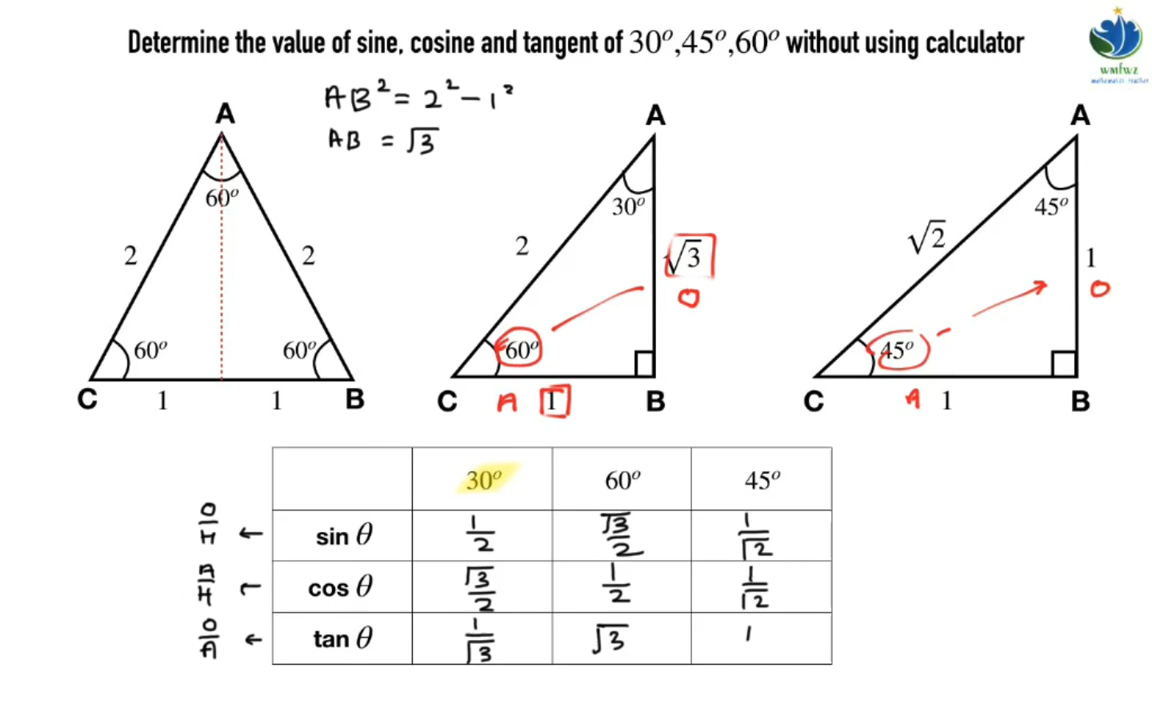 Determine the value of sine, cosine and tangent of 30°,45°,60° without using calculator
wmfwz
mathematics teacher
AB² = 2² – 1²
AB = √3
A
60°
2
2
60°
60°
C
1
1
B
A
30°
2
√3
O
60°
C
A
1
B
A
45°
√2
1
O
45°
C
A
1
B
30° 60° 45°
O/H ← sin θ 1/2 √3/2 1/√2
A/H ← cos θ √3/2 1/2 1/√2
O/A ← tan θ 1/√3 √3 1